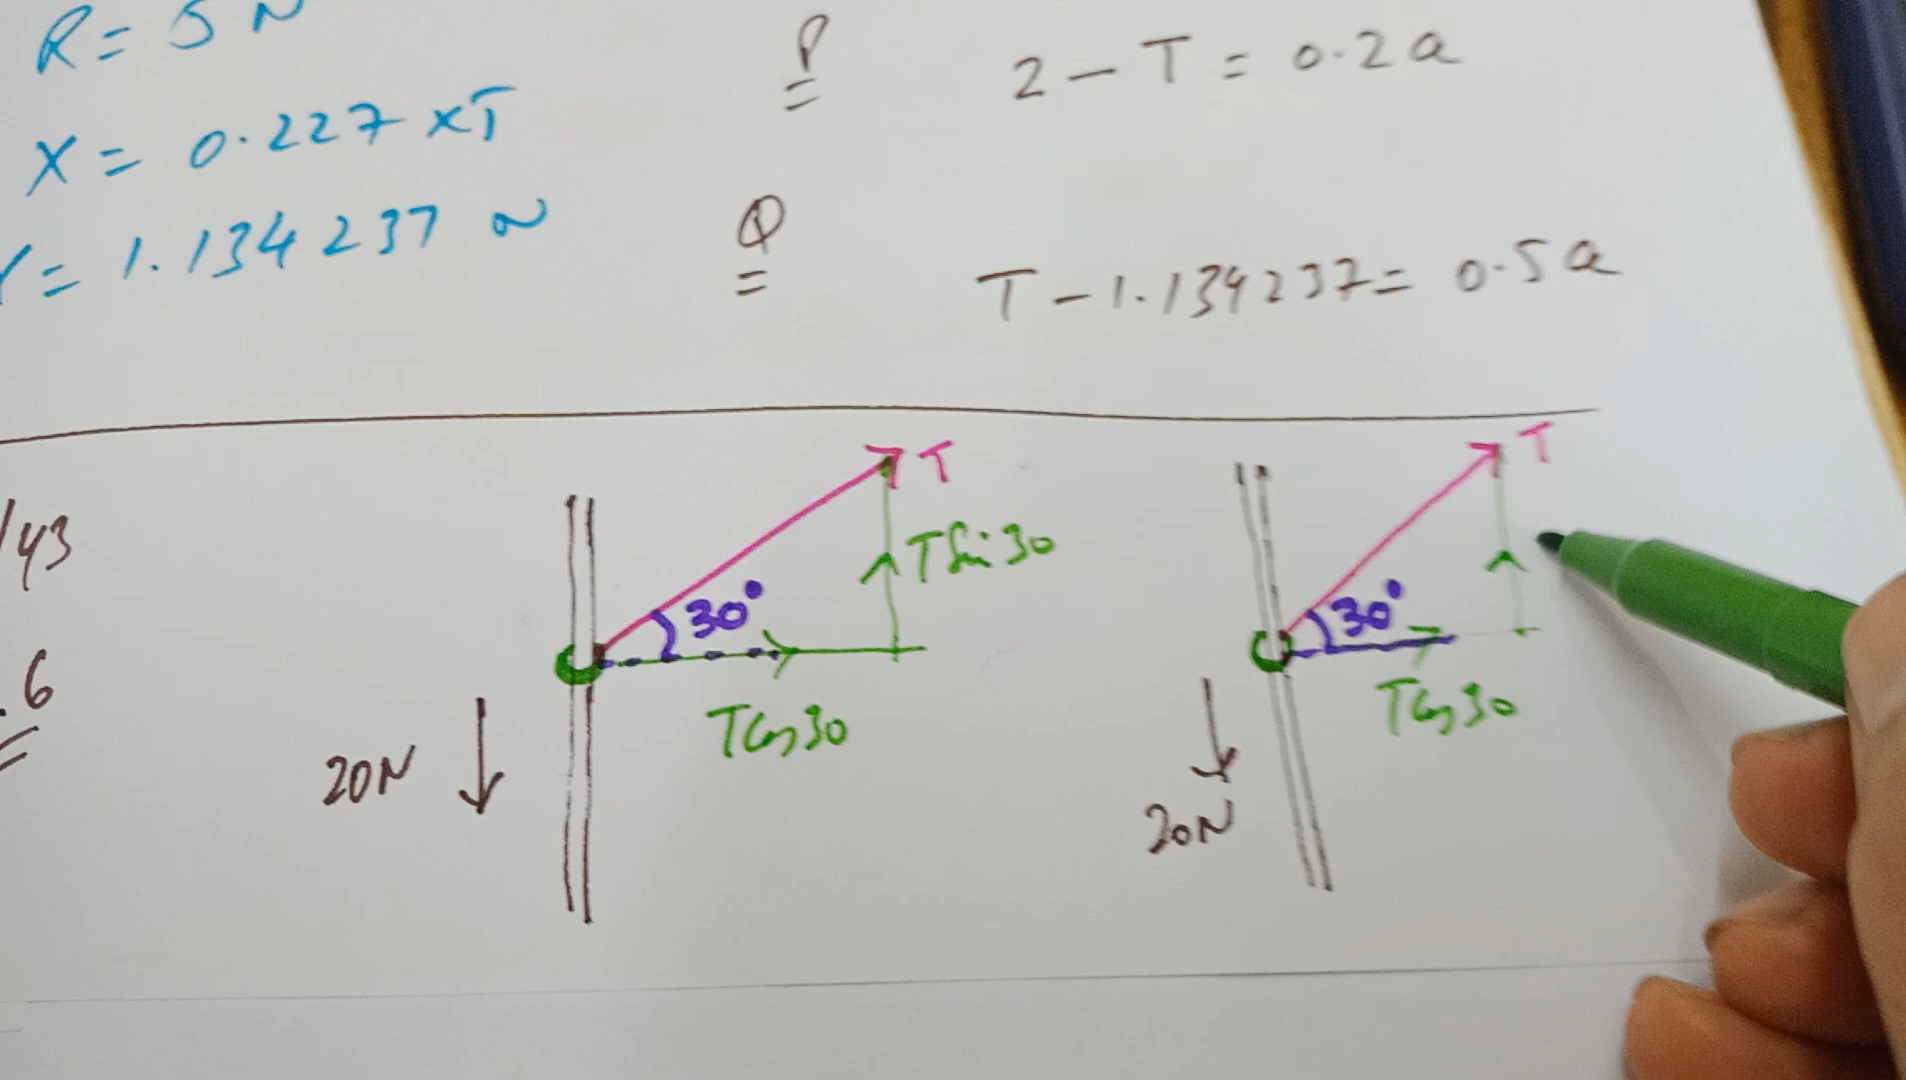 R = 5 N
X = 0.227 × 5
= 1.134237 N
P
2 - T = 0.2a
Q
T - 1.134237 = 0.5a
/43
.6
T
T Sin 30
30°
T Cos 30
20N
T
30°
T Cos 30
20N